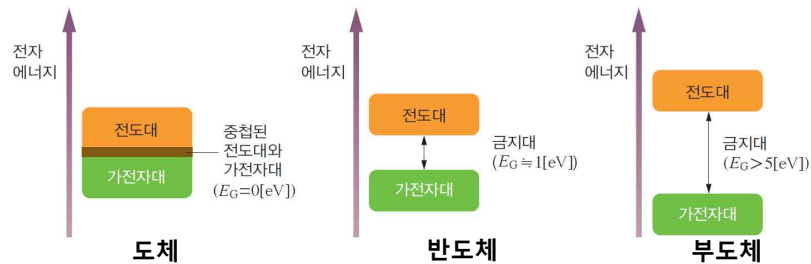 전자
에너지
전도대
가전자대
중첩된
전도대와
가전자대
(E_G=0[eV])
도체
전자
에너지
전도대
가전자대
금지대
(E_G≒1[eV])
반도체
전자
에너지
전도대
가전자대
금지대
(E_G>5[eV])
부도체